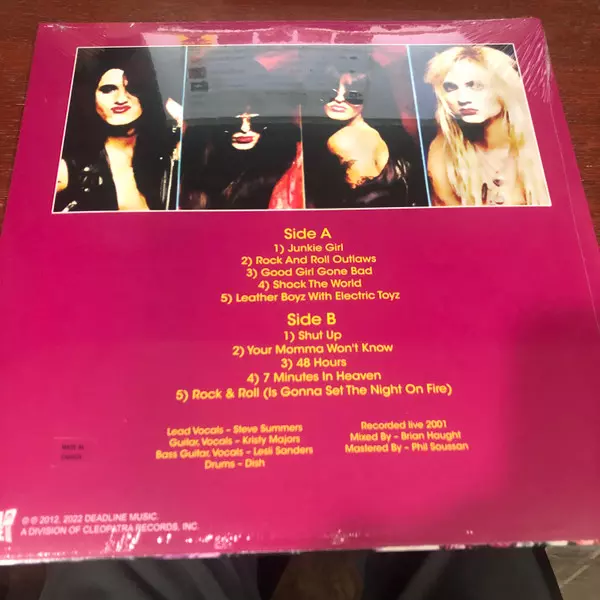 Side A
1) Junkie Girl
2) Rock And Roll Outlaws
3) Good Girl Gone Bad
4) Shock The World
5) Leather Boyz With Electric Toyz
Side B
1) Shut Up
2) Your Momma Won't Know
3) 48 Hours
4) 7 Minutes In Heaven
5) Rock & Roll (Is Gonna Set The Night On Fire)
Lead Vocals – Steve Summers
Guitar, Vocals – Kristy Majors
Bass Guitar, Vocals – Lesli Sanders
Drums – Dish
Recorded live 2001
Mixed By – Brian Haught
Mastered By – Phil Soussan
MADE IN
CANADA
℗ © 2012, 2022 DEADLINE MUSIC.
A DIVISION OF CLEOPATRA RECORDS, INC.